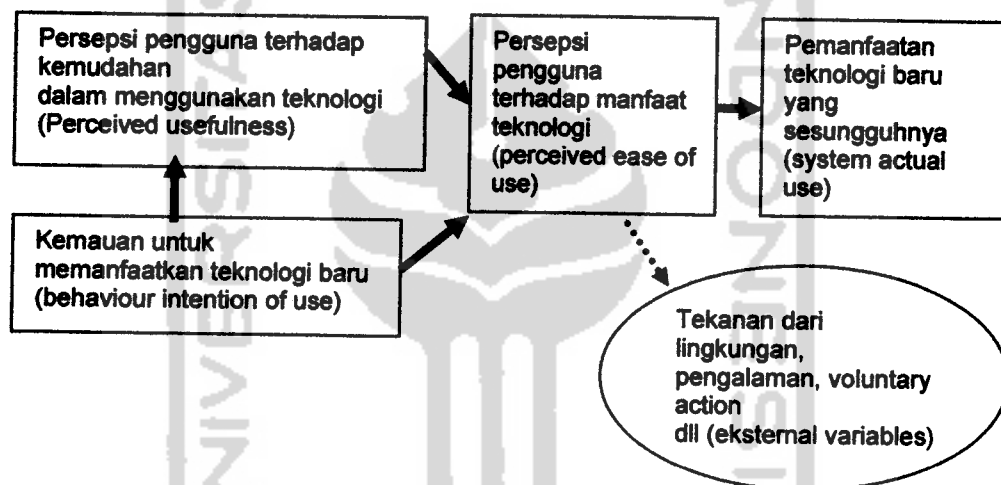 Persepsi pengguna terhadap
kemudahan
dalam menggunakan teknologi
(Perceived usefulness)
Kemauan untuk
memanfaatkan teknologi baru
(behaviour intention of use)
Persepsi
pengguna
terhadap manfaat
teknologi
(perceived ease of
use)
Pemanfaatan
teknologi baru
yang
sesungguhnya
(system actual
use)
Tekanan dari
lingkungan,
pengalaman, voluntary
action
dll (eksternal variables)